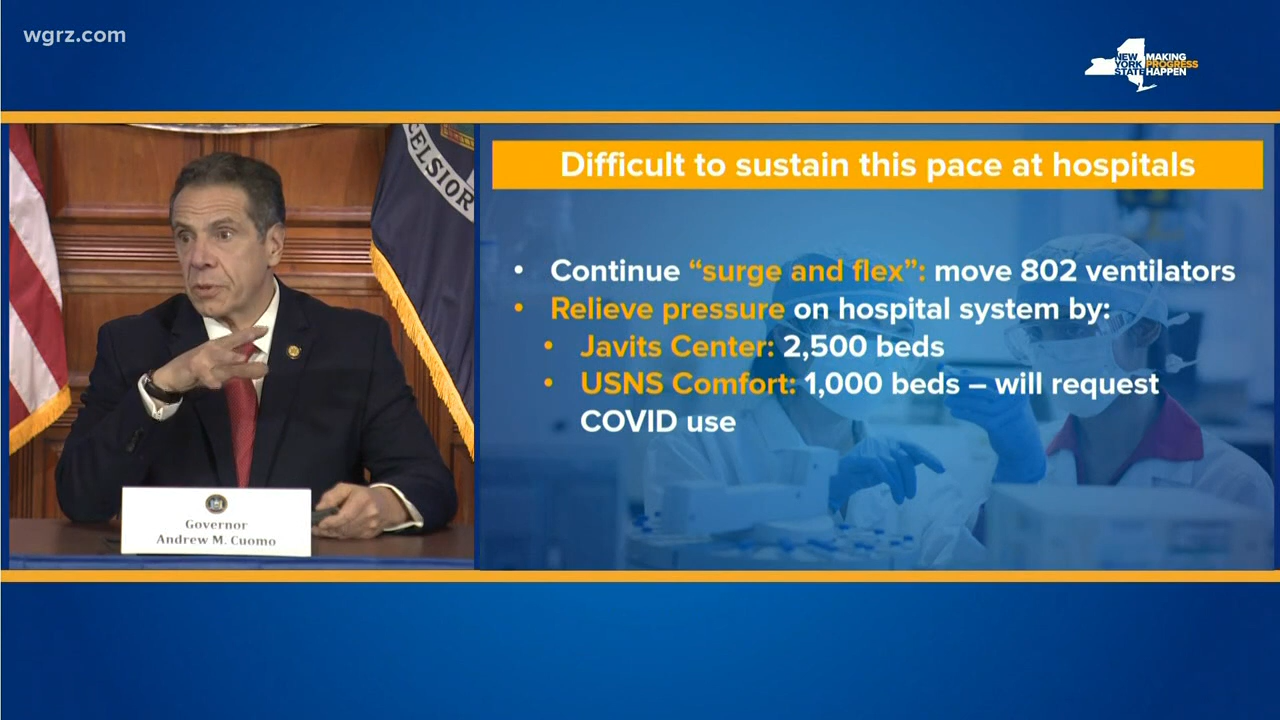 wgrz.com
NEW
YORK
STATE
MAKING
PROGRESS
HAPPEN
CELSIOR
Difficult to sustain this pace at hospitals
• Continue “surge and flex”: move 802 ventilators
• Relieve pressure on hospital system by:
• Javits Center: 2,500 beds
• USNS Comfort: 1,000 beds – will request
COVID use
Governor
Andrew M. Cuomo